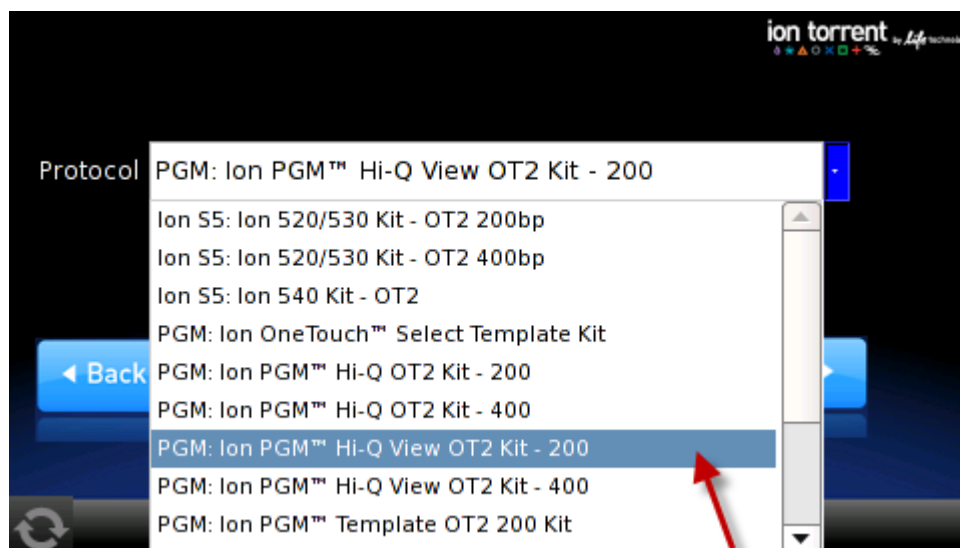 ion torrent
by life technolo
Protocol PGM: Ion PGM™ Hi-Q View OT2 Kit - 200
Ion S5: Ion 520/530 Kit - OT2 200bp
Ion S5: Ion 520/530 Kit - OT2 400bp
Ion S5: Ion 540 Kit - OT2
PGM: Ion OneTouch™ Select Template Kit
Back PGM: Ion PGM™ Hi-Q OT2 Kit - 200
PGM: Ion PGM™ Hi-Q OT2 Kit - 400
PGM: Ion PGM™ Hi-Q View OT2 Kit - 200
PGM: Ion PGM™ Hi-Q View OT2 Kit - 400
PGM: Ion PGM™ Template OT2 200 Kit